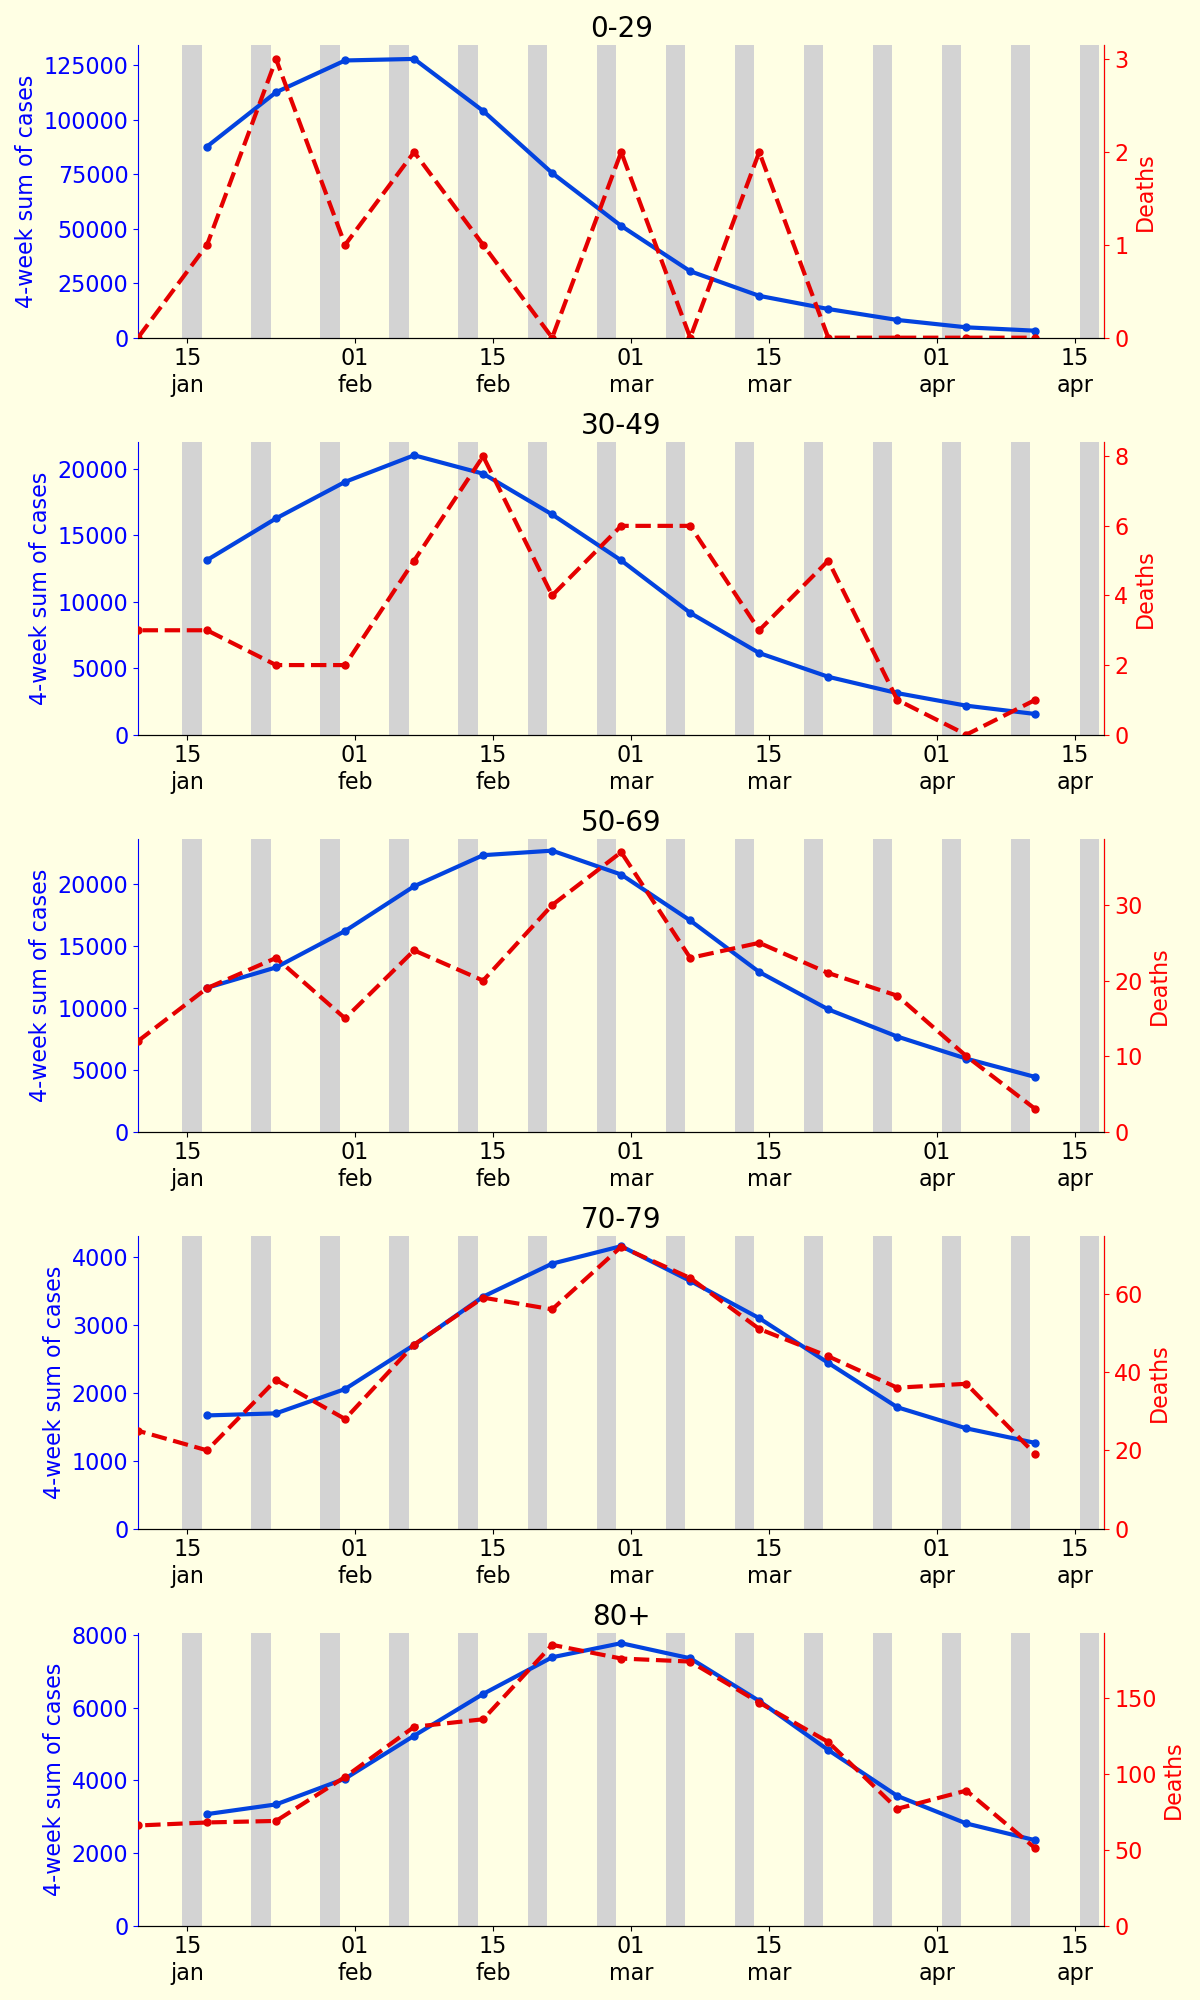 0-29
4-week sum of cases
125000
100000
75000
50000
25000
0
3
2
1
0
Deaths
15 01 15 01 15 01 15
jan feb feb mar mar apr apr
30-49
4-week sum of cases
20000
15000
10000
5000
0
8
6
4
2
0
Deaths
15 01 15 01 15 01 15
jan feb feb mar mar apr apr
50-69
4-week sum of cases
20000
15000
10000
5000
0
30
20
10
0
Deaths
15 01 15 01 15 01 15
jan feb feb mar mar apr apr
70-79
4-week sum of cases
4000
3000
2000
1000
0
60
40
20
0
Deaths
15 01 15 01 15 01 15
jan feb feb mar mar apr apr
80+
4-week sum of cases
8000
6000
4000
2000
0
150
100
50
0
Deaths
15 01 15 01 15 01 15
jan feb feb mar mar apr apr